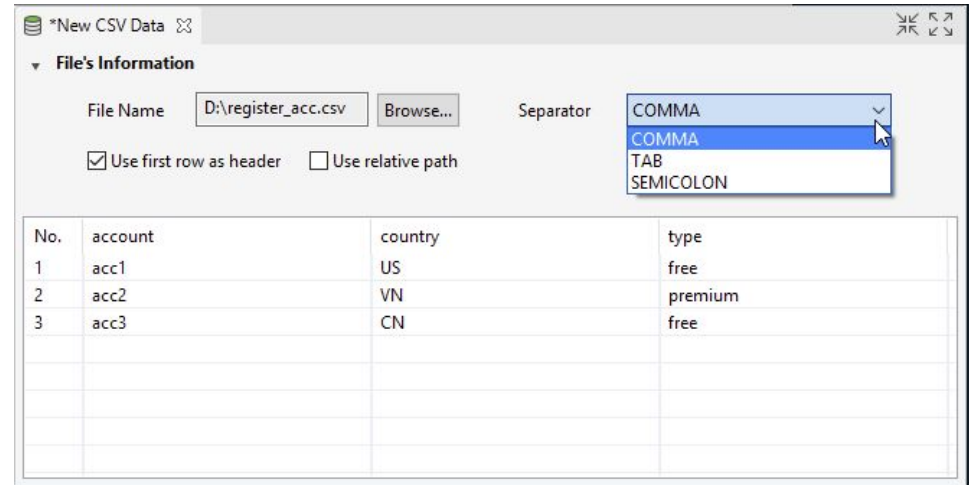 *New CSV Data
File's Information
File Name D:\register_acc.csv Browse... Separator COMMA
COMMA
Use first row as header Use relative path TAB
SEMICOLON
No. account country type
1 acc1 US free
2 acc2 VN premium
3 acc3 CN free